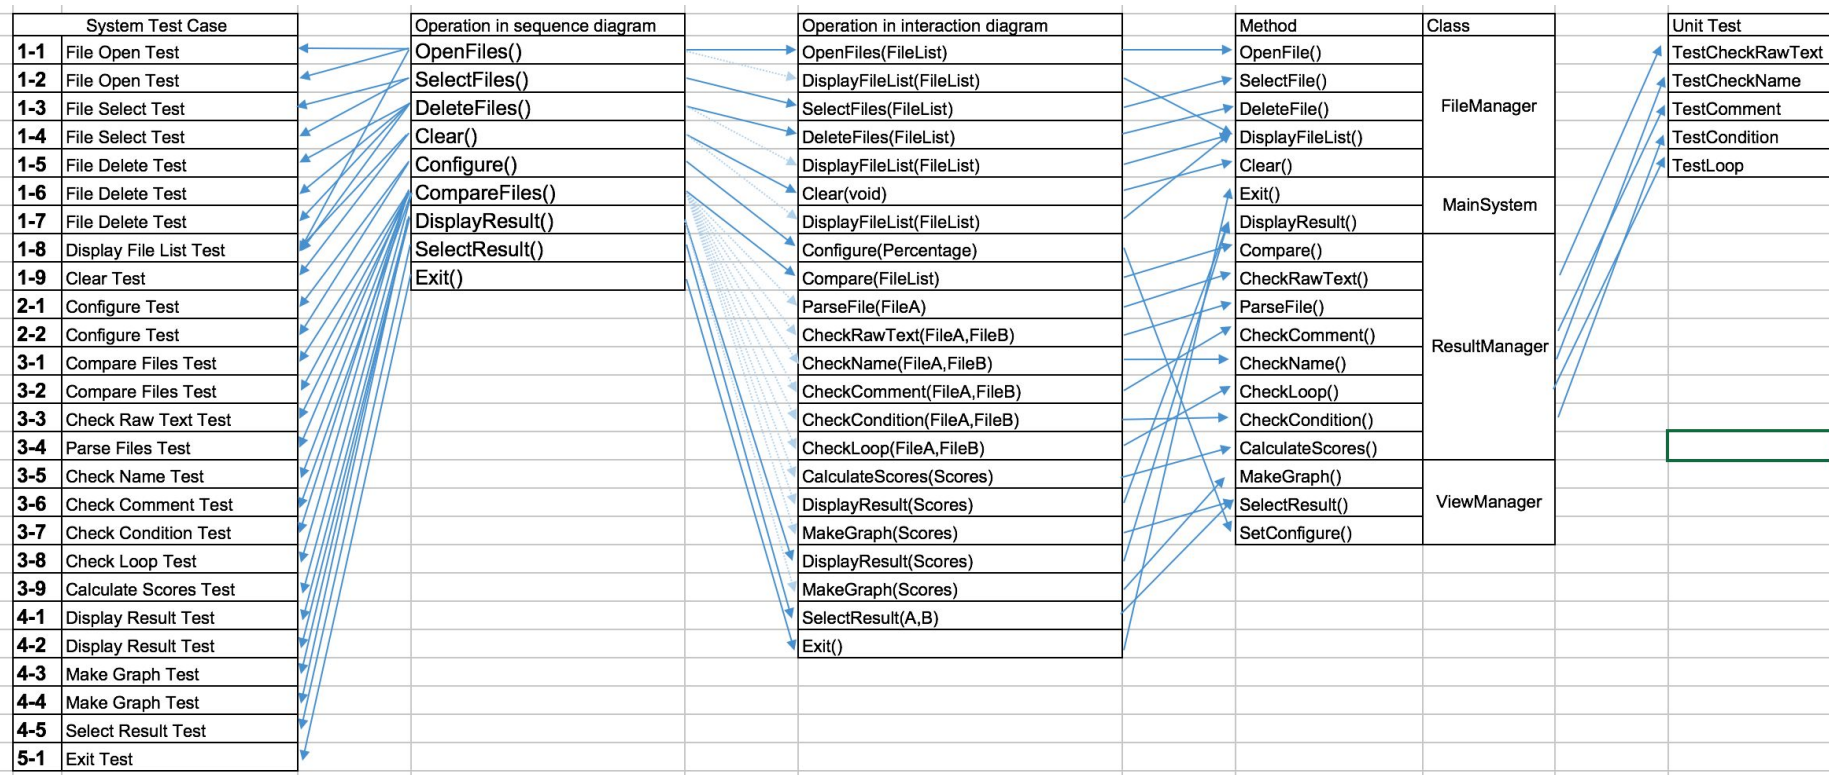 System Test Case
1-1 File Open Test
1-2 File Open Test
1-3 File Select Test
1-4 File Select Test
1-5 File Delete Test
1-6 File Delete Test
1-7 File Delete Test
1-8 Display File List Test
1-9 Clear Test
2-1 Configure Test
2-2 Configure Test
3-1 Compare Files Test
3-2 Compare Files Test
3-3 Check Raw Text Test
3-4 Parse Files Test
3-5 Check Name Test
3-6 Check Comment Test
3-7 Check Condition Test
3-8 Check Loop Test
3-9 Calculate Scores Test
4-1 Display Result Test
4-2 Display Result Test
4-3 Make Graph Test
4-4 Make Graph Test
4-5 Select Result Test
5-1 Exit Test
Operation in sequence diagram
OpenFiles()
SelectFiles()
DeleteFiles()
Clear()
Configure()
CompareFiles()
DisplayResult()
SelectResult()
Exit()
Operation in interaction diagram
OpenFiles(FileList)
DisplayFileList(FileList)
SelectFiles(FileList)
DeleteFiles(FileList)
DisplayFileList(FileList)
Clear(void)
DisplayFileList(FileList)
Configure(Percentage)
Compare(FileList)
ParseFile(FileA)
CheckRawText(FileA,FileB)
CheckName(FileA,FileB)
CheckComment(FileA,FileB)
CheckCondition(FileA,FileB)
CheckLoop(FileA,FileB)
CalculateScores(Scores)
DisplayResult(Scores)
MakeGraph(Scores)
DisplayResult(Scores)
MakeGraph(Scores)
SelectResult(A,B)
Exit()
Method
OpenFile()
SelectFile()
DeleteFile()
DisplayFileList()
Clear()
Exit()
DisplayResult()
Compare()
CheckRawText()
ParseFile()
CheckComment()
CheckName()
CheckLoop()
CheckCondition()
CalculateScores()
MakeGraph()
SelectResult()
SetConfigure()
Class
FileManager
MainSystem
ResultManager
ViewManager
Unit Test
TestCheckRawText
TestCheckName
TestComment
TestCondition
TestLoop